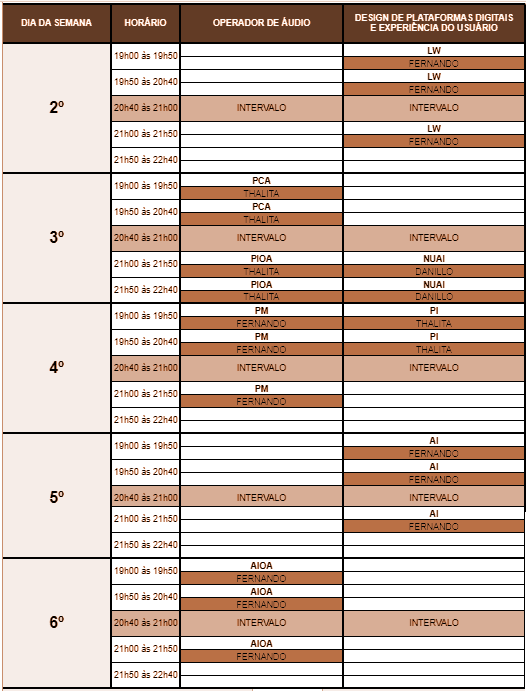 DIA DA SEMANA HORÁRIO OPERADOR DE ÁUDIO DESIGN DE PLATAFORMAS DIGITAIS
E EXPERIÊNCIA DO USUÁRIO
2º
19h00 às 19h50 LW
FERNANDO
19h50 às 20h40 LW
FERNANDO
20h40 às 21h00 INTERVALO INTERVALO
21h00 às 21h50 LW
FERNANDO
21h50 às 22h40
3º
19h00 às 19h50 PCA
THALITA
19h50 às 20h40 PCA
THALITA
20h40 às 21h00 INTERVALO INTERVALO
21h00 às 21h50 PIOA NUAI
THALITA DANILLO
21h50 às 22h40 PIOA NUAI
THALITA DANILLO
4º
19h00 às 19h50 PM PI
FERNANDO THALITA
19h50 às 20h40 PM PI
FERNANDO THALITA
20h40 às 21h00 INTERVALO INTERVALO
21h00 às 21h50 PM
FERNANDO
21h50 às 22h40
5º
19h00 às 19h50 AI
FERNANDO
19h50 às 20h40 AI
FERNANDO
20h40 às 21h00 INTERVALO INTERVALO
21h00 às 21h50 AI
FERNANDO
21h50 às 22h40
6º
19h00 às 19h50 AIOA
FERNANDO
19h50 às 20h40 AIOA
FERNANDO
20h40 às 21h00 INTERVALO INTERVALO
21h00 às 21h50 AIOA
FERNANDO
21h50 às 22h40